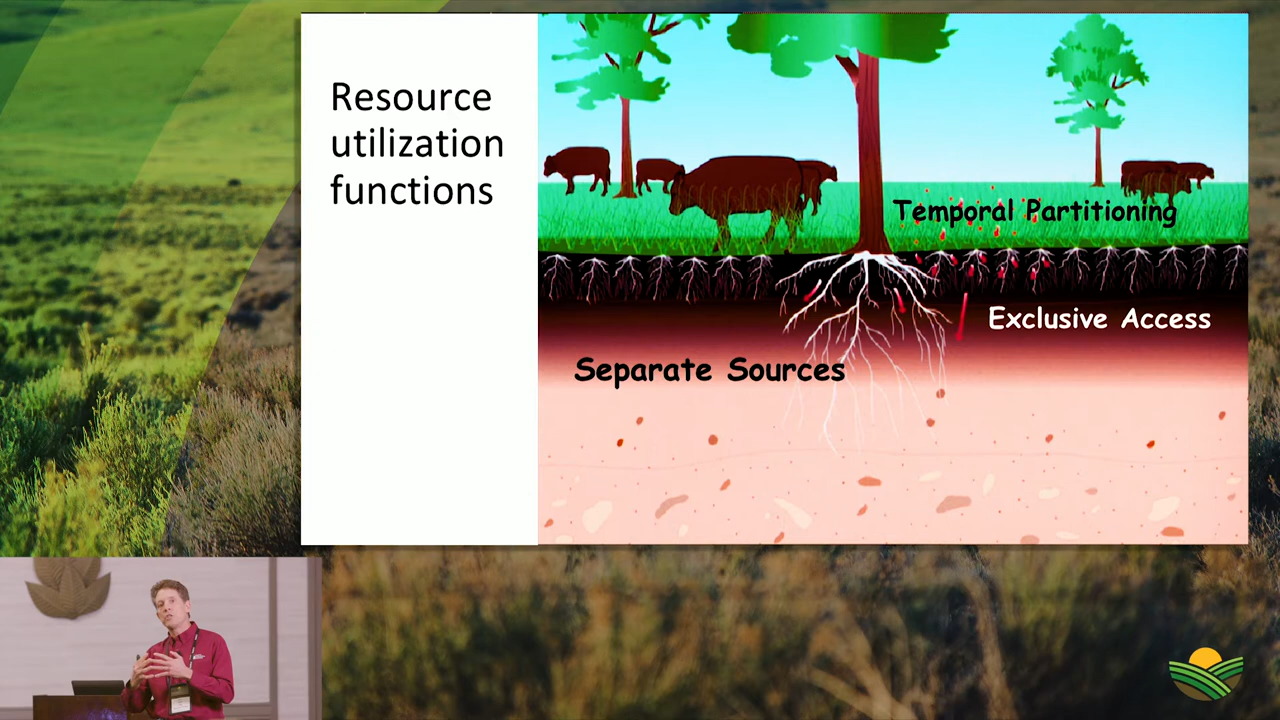 Resource
utilization
functions
Temporal Partitioning
Exclusive Access
Separate Sources